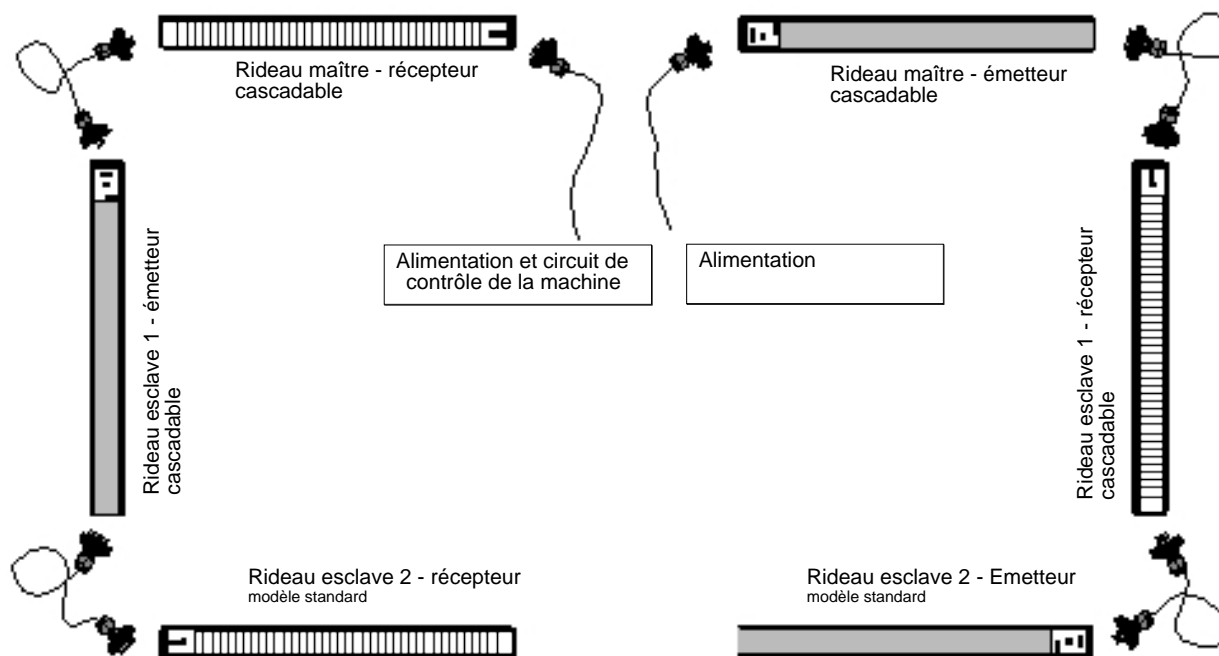 Rideau maître - récepteur
cascadable
Rideau maître - émetteur
cascadable
Alimentation et circuit de
contrôle de la machine
Alimentation
Rideau esclave 1 - émetteur
cascadable
Rideau esclave 1 - récepteur
cascadable
Rideau esclave 2 - récepteur
modèle standard
Rideau esclave 2 - Emetteur
modèle standard